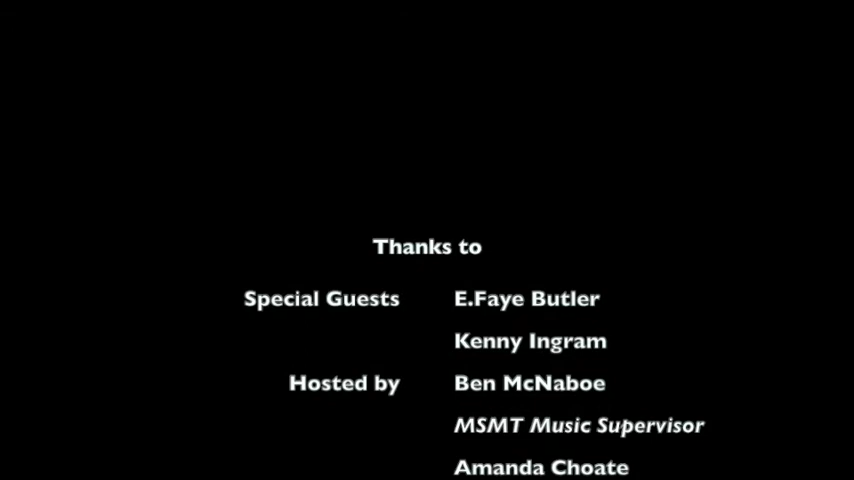 Thanks to
Special Guests E.Faye Butler
Kenny Ingram
Hosted by Ben McNaboe
MSMT Music Supervisor
Amanda Choate